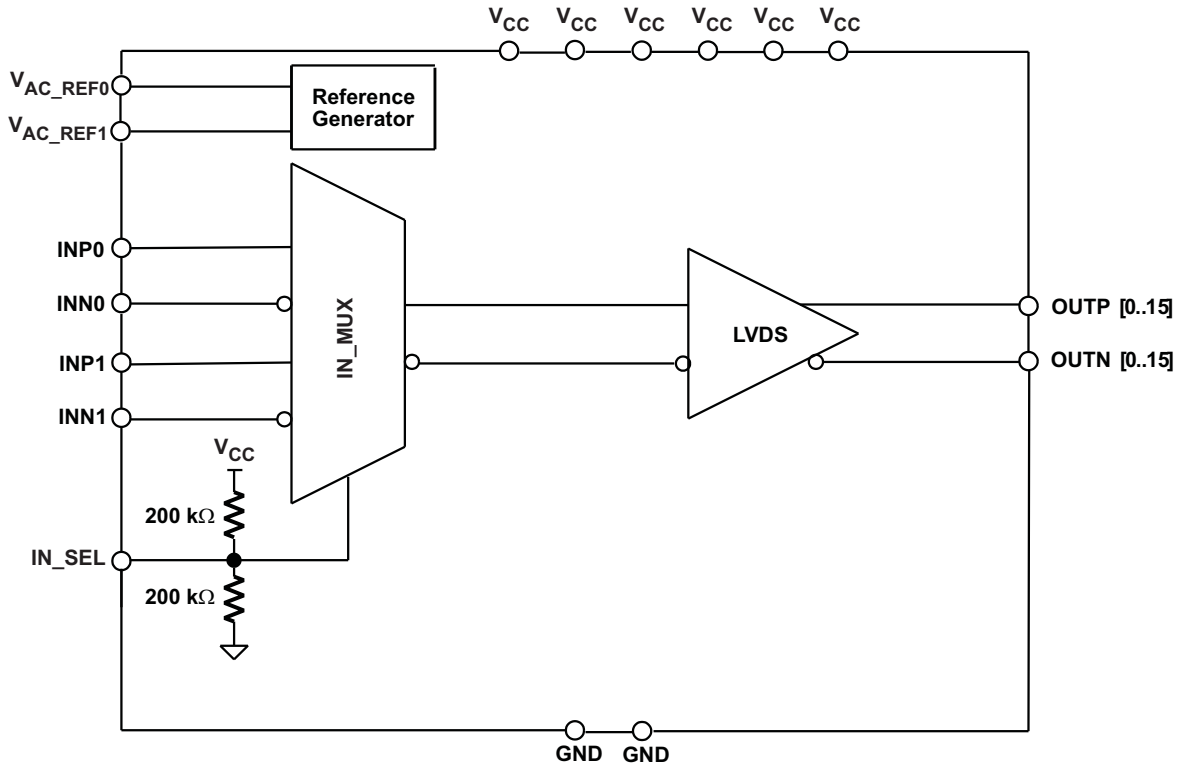 VCC VCC VCC VCC VCC VCC
VAC_REF0
VAC_REF1
Reference
Generator
INP0
INN0
INP1
INN1
IN_MUX
LVDS
OUTP [0..15]
OUTN [0..15]
VCC
200 kΩ
IN_SEL
200 kΩ
GND GND